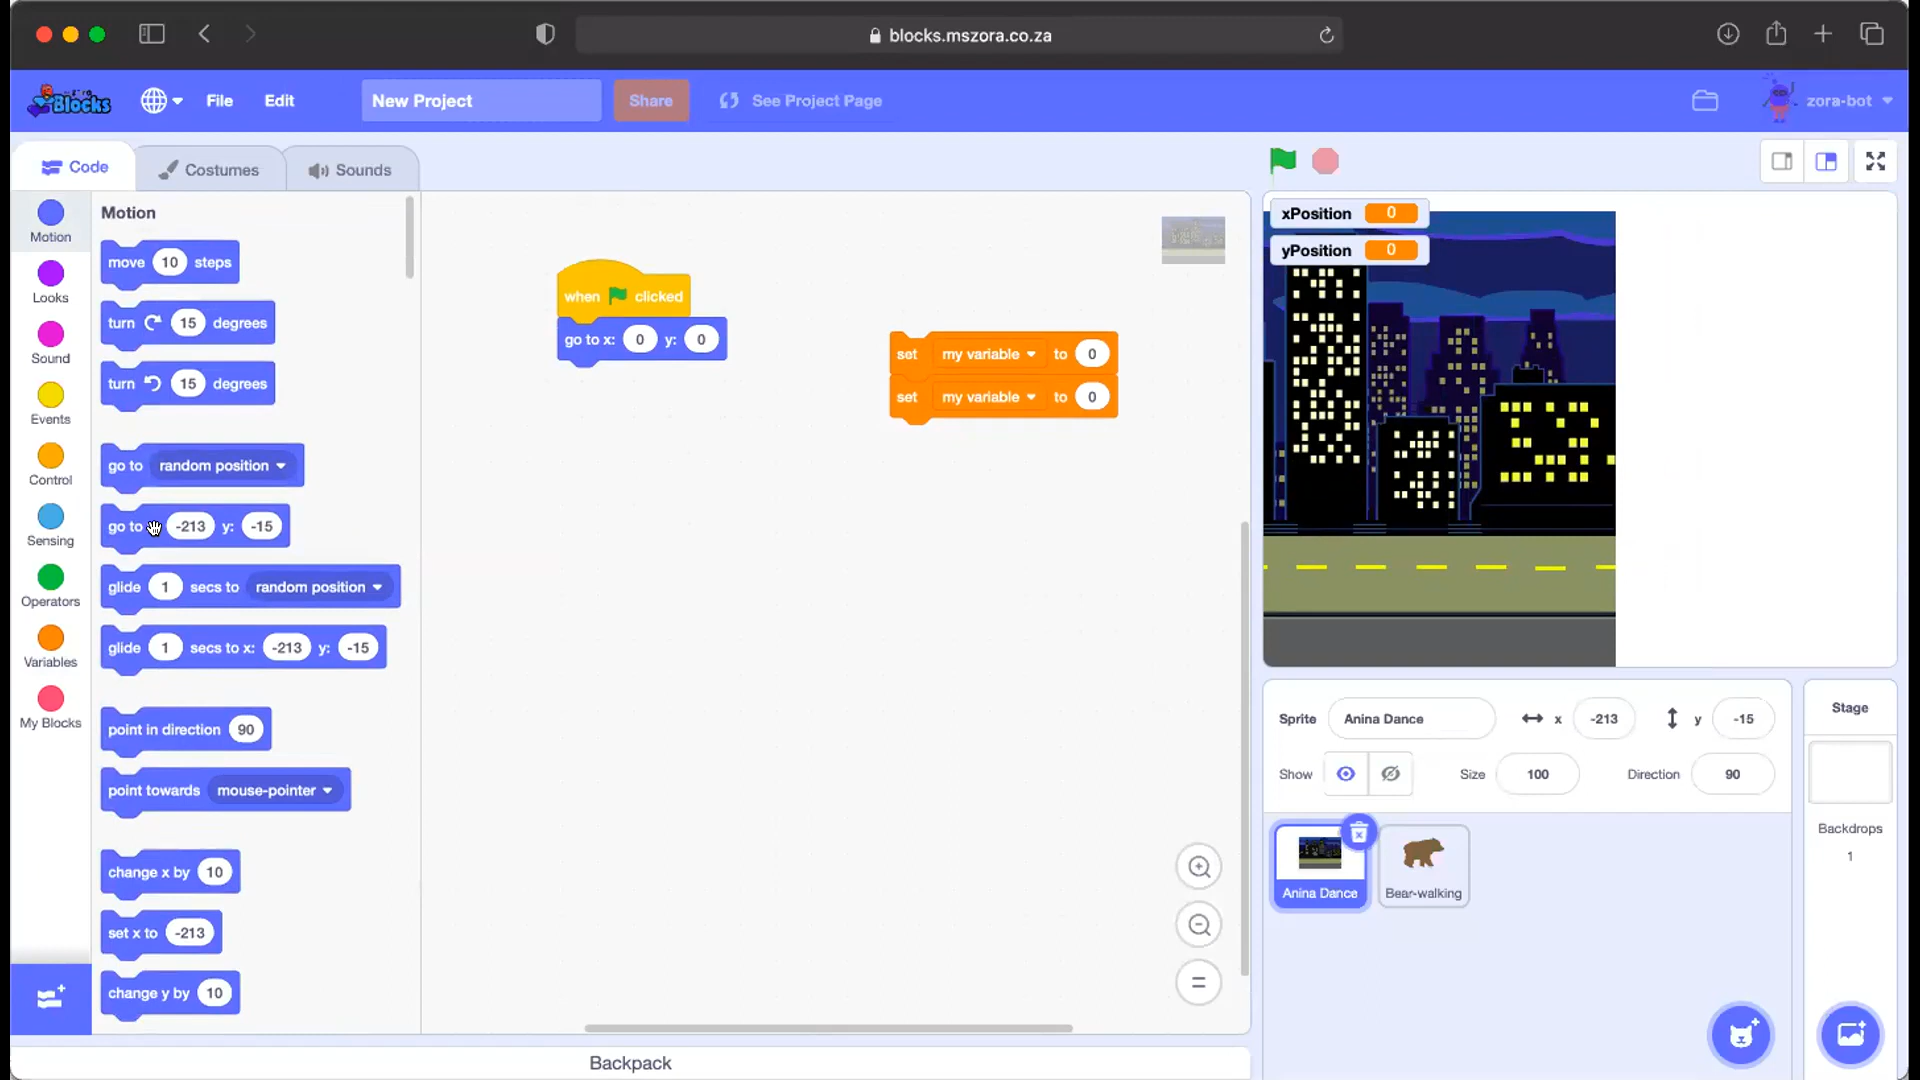 blocks.mszora.co.za
Blocks
File
Edit
New Project
Share
See Project Page
zora-bot
Code
Costumes
Sounds
Motion
Looks
Sound
Events
Control
Sensing
Operators
Variables
My Blocks
Motion
move 10 steps
turn 15 degrees
turn 15 degrees
go to random position
go to -213 y: -15
glide 1 secs to random position
glide 1 secs to x: -213 y: -15
point in direction 90
point towards mouse-pointer
change x by 10
set x to -213
change y by 10
when clicked
go to x: 0 y: 0
set my variable to 0
set my variable to 0
Backpack
xPosition 0
yPosition 0
Sprite Anina Dance x -213 y -15
Show Size 100 Direction 90
Anina Dance
Bear-walking
Stage
Backdrops
1